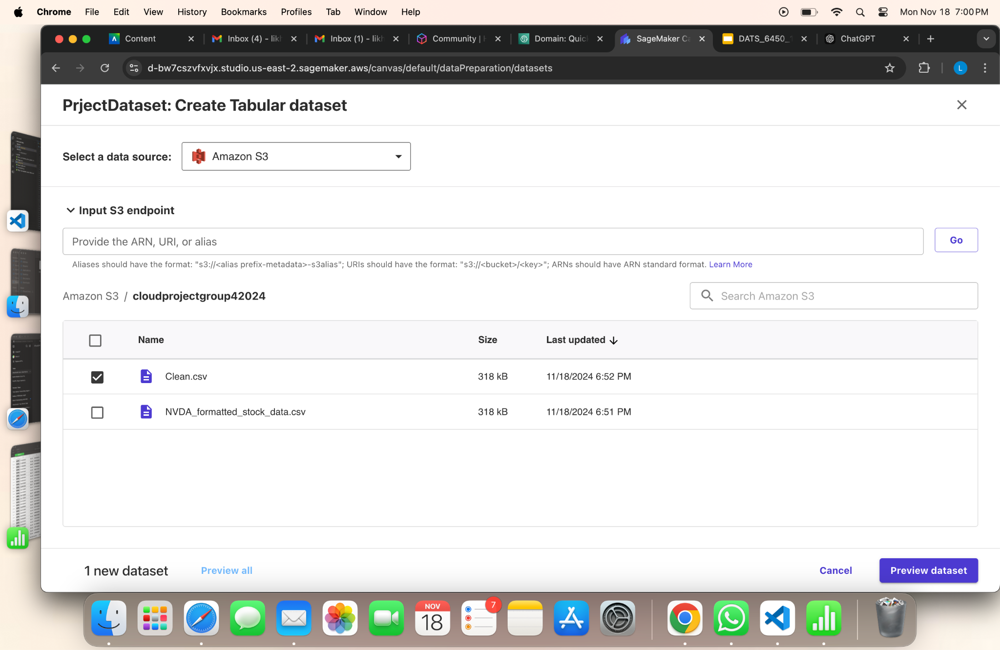 Chrome File Edit View History Bookmarks Profiles Tab Window Help Mon Nov 18 7:00 PM
Content Inbox (4) - likh Inbox (1) - likh Community | Domain: Quic SageMaker Ca DATS_6450_ ChatGPT
d-bw7cszvfxvjx.studio.us-east-2.sagemaker.aws/canvas/default/dataPreparation/datasets L
PrjectDataset: Create Tabular dataset
Select a data source: Amazon S3
Input S3 endpoint
Provide the ARN, URI, or alias Go
Aliases should have the format: "s3://<alias prefix-metadata>-s3alias"; URIs should have the format: "s3://<bucket>/<key>"; ARNs should have ARN standard format. Learn More
Amazon S3 / cloudprojectgroup42024 Search Amazon S3
Name Size Last updated
Clean.csv 318 kB 11/18/2024 6:52 PM
NVDA_formatted_stock_data.csv 318 kB 11/18/2024 6:51 PM
1 new dataset Preview all Cancel Preview dataset
NOV
18
7